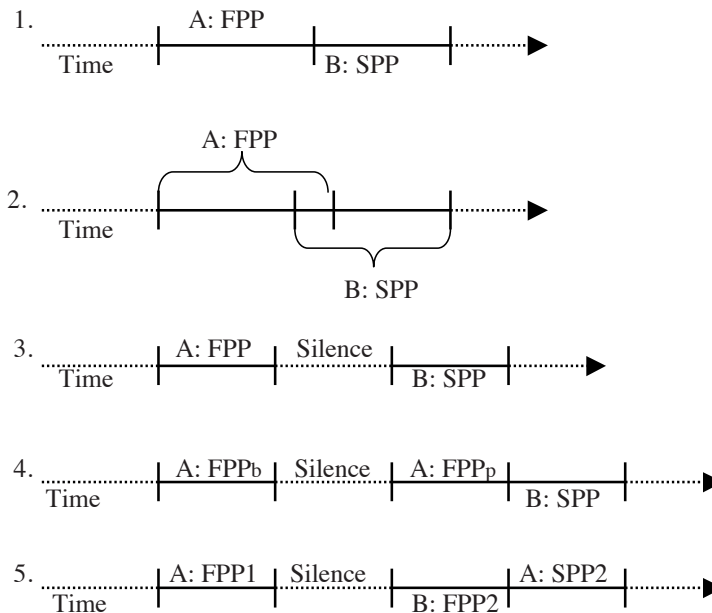 1.
A: FPP
Time
B: SPP
2.
A: FPP
Time
B: SPP
3.
A: FPP Silence
Time
B: SPP
4.
A: FPPb Silence A: FPPp
Time
B: SPP
5.
A: FPP1 Silence A: SPP2
Time
B: FPP2